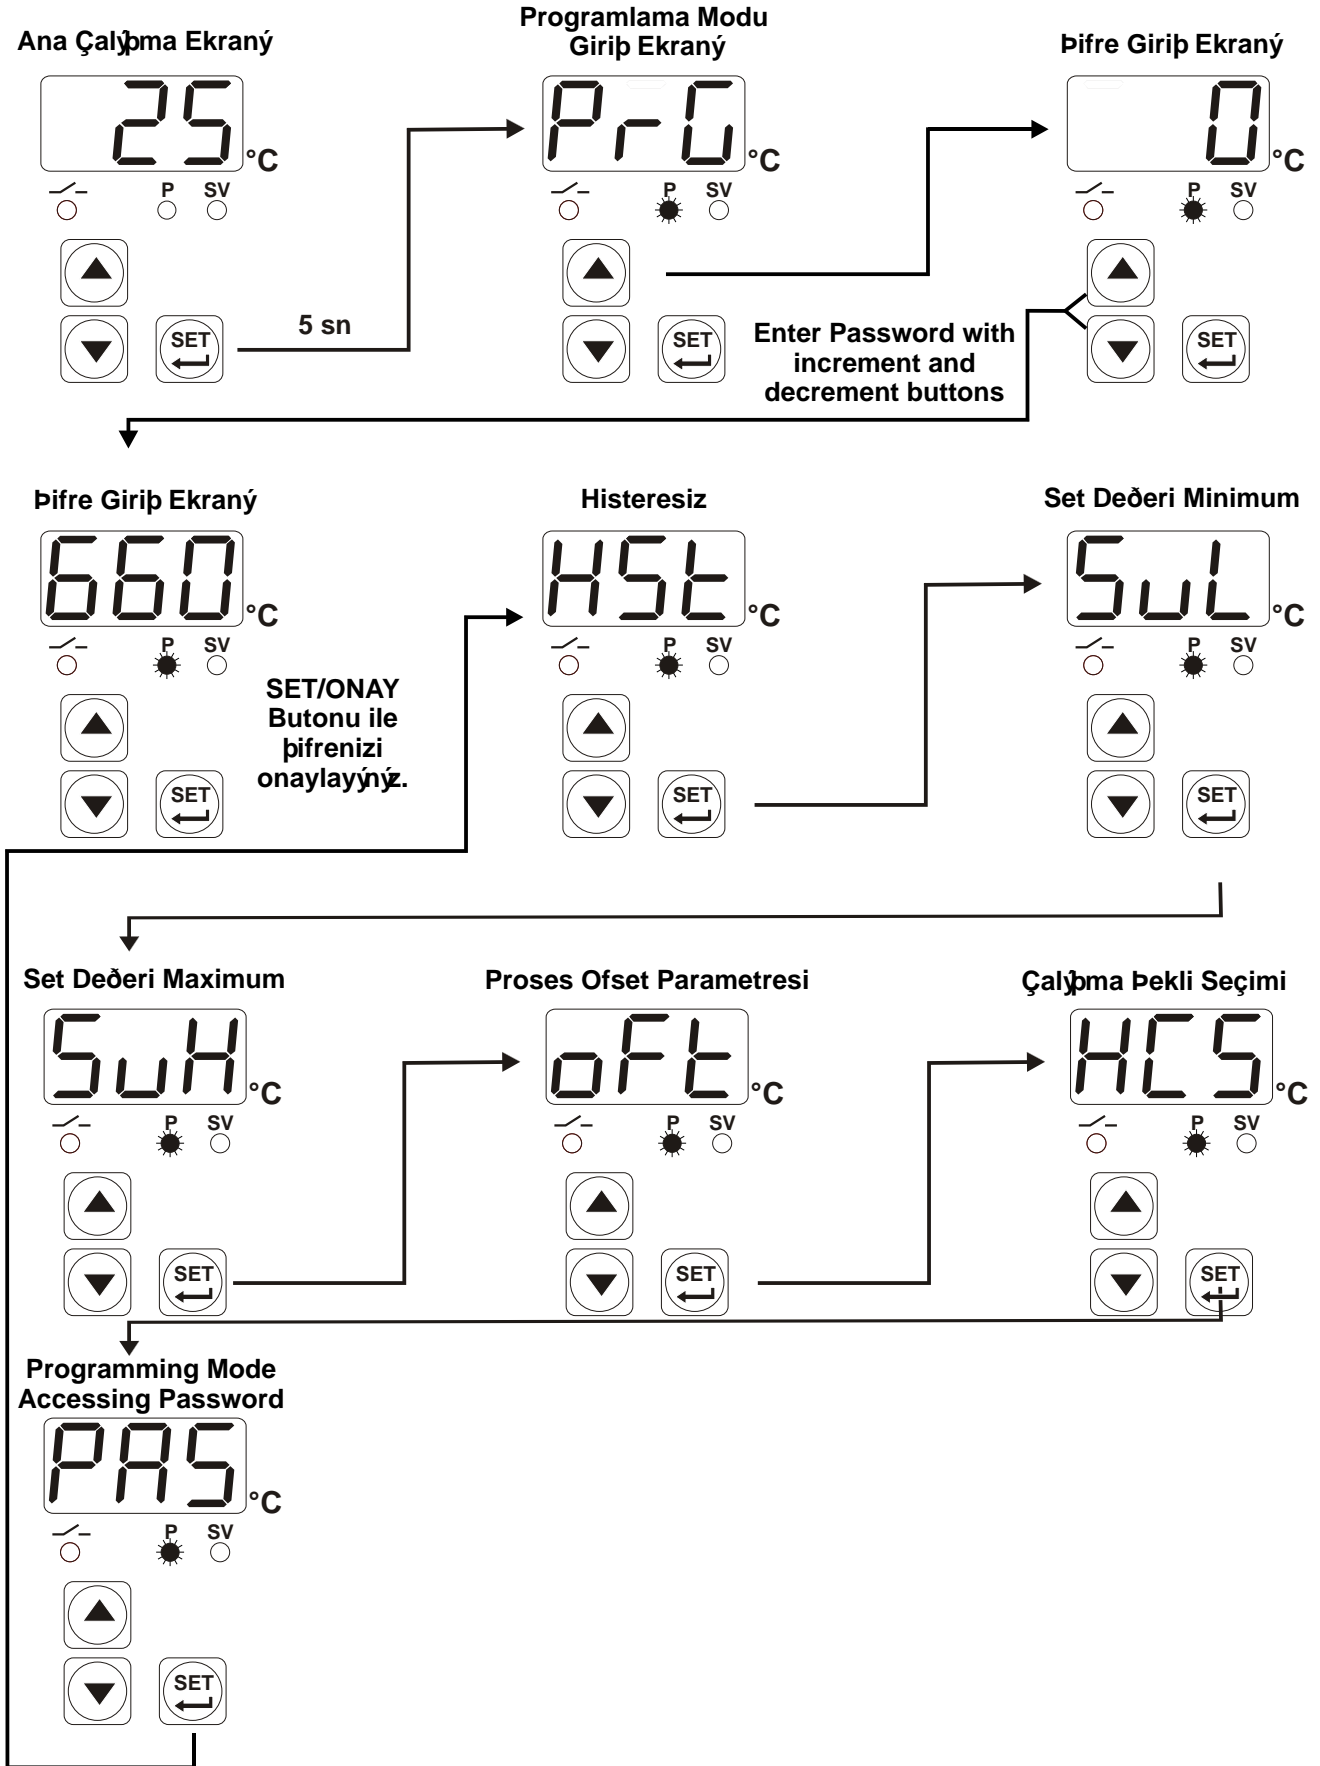 Programlama Modu
Ana Çalýþma Ekraný
Giriþ Ekraný
Þifre Giriþ Ekraný
25 °C
PrG °C
0 °C
P SV
P SV
P SV
SET
5 sn
SET
Enter Password with
increment and
decrement buttons
SET
Þifre Giriþ Ekraný
Histeresiz
Set Deðeri Minimum
660 °C
HSt °C
SuL °C
P SV
P SV
P SV
SET/ONAY
Butonu ile
þifrenizi
onaylayýnýz.
SET
SET
SET
Set Deðeri Maximum
Proses Ofset Parametresi
Çalýþma Þekli Seçimi
SuH °C
oFt °C
HCS °C
P SV
P SV
P SV
SET
SET
SET
Programming Mode
Accessing Password
PAS °C
P SV
SET